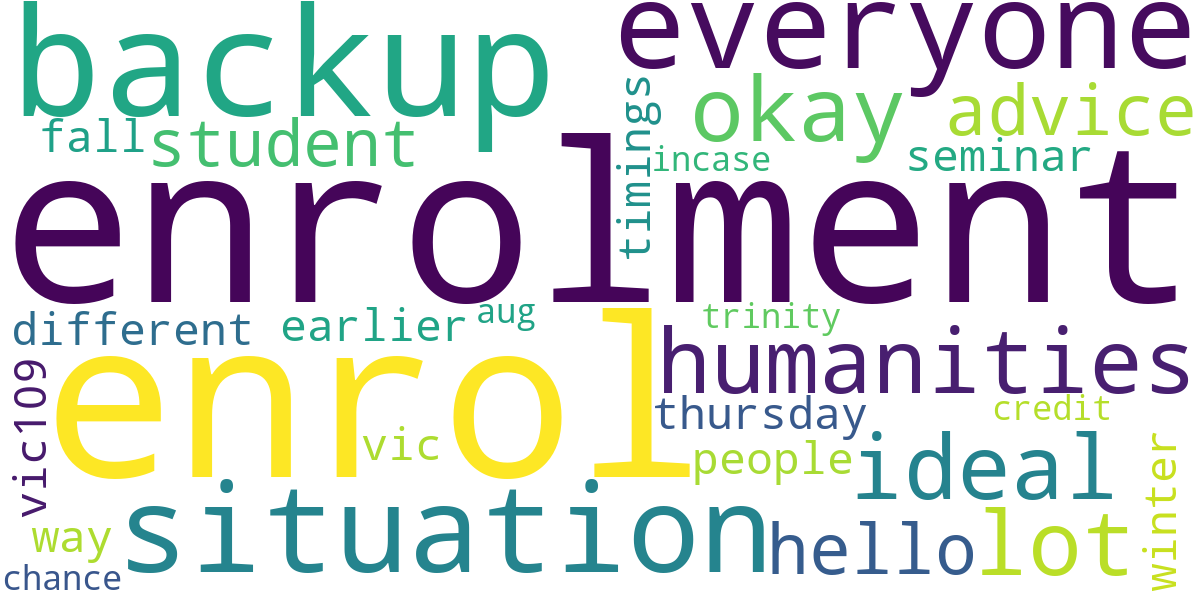 backup
everyone
fall
student
timings
okay
advice
incase
seminar
enrolment
different
earlier
aug
trinity
enrol
humanities
vic109
vic
thursday
credit
people
ideal
winter
way
situation
hello
lot
chance